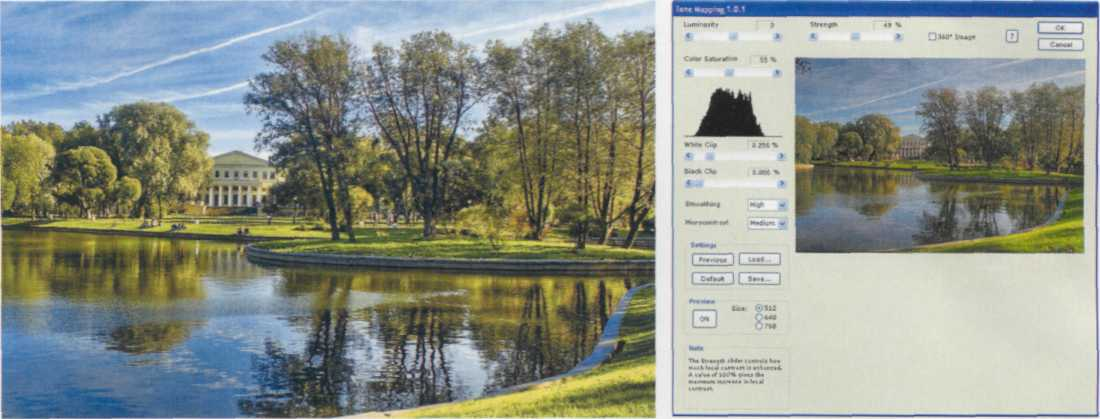 Tone Mapping 1.0.1
Luminosity 2
Strength 49 %
360° Image
?
OK
Cancel
Color Saturation 55 %
White Clip 0.250 %
Black Clip 0.000 %
Smoothing High
Microcontrast Medium
Settings
Previous Load...
Default Save...
Preview
ON Size: 512
640
768
Note
The Strength slider controls how
much local contrast is enhanced.
A value of 100% gives the
maximum increase in local
contrast.